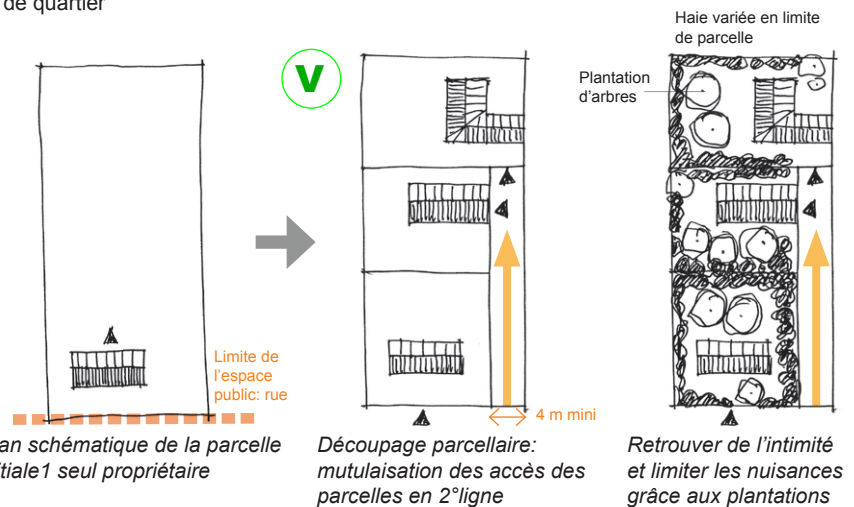 de quartier
Haie variée en limite
de parcelle
Plantation
d'arbres
V
Limite de
l'espace
public: rue
4 m mini
an schématique de la parcelle
itiale1 seul propriétaire
Découpage parcellaire:
mutulaisation des accès des
parcelles en 2°ligne
Retrouver de l'intimité
et limiter les nuisances
grâce aux plantations